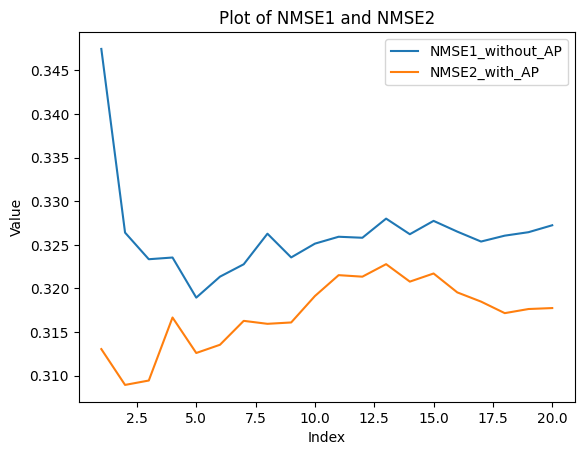 Plot of NMSE1 and NMSE2
NMSE1_without_AP
NMSE2_with_AP
0.345
0.340
0.335
0.330
0.325
0.320
0.315
0.310
Value
2.5 5.0 7.5 10.0 12.5 15.0 17.5 20.0
Index